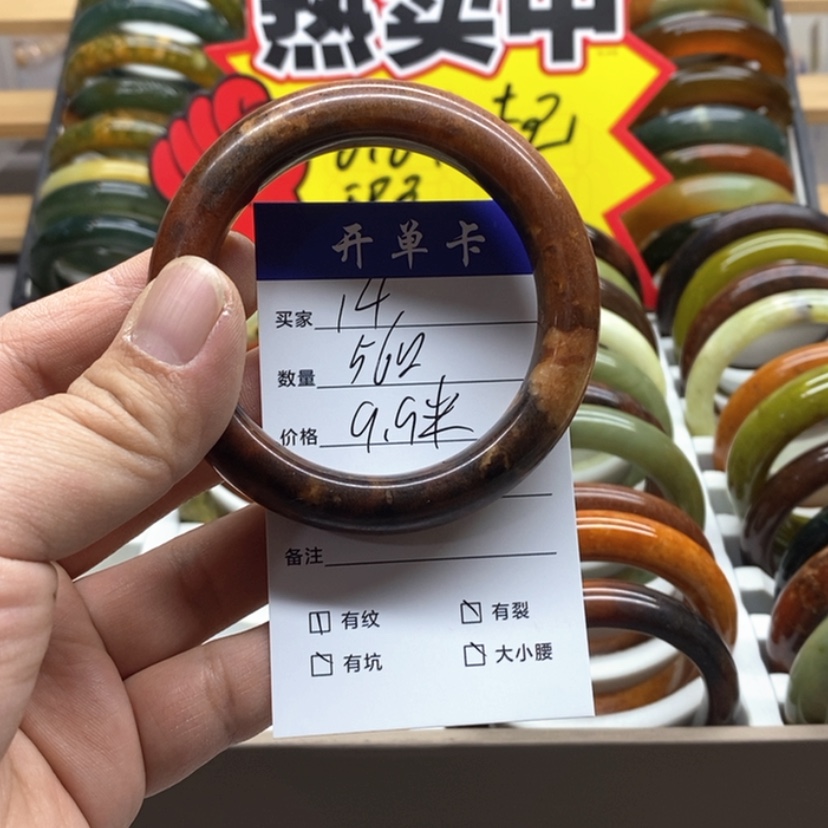 热卖中
开单卡
买家 14
数量 562
价格 9.9米
备注
有纹
有裂
有坑
大小腰